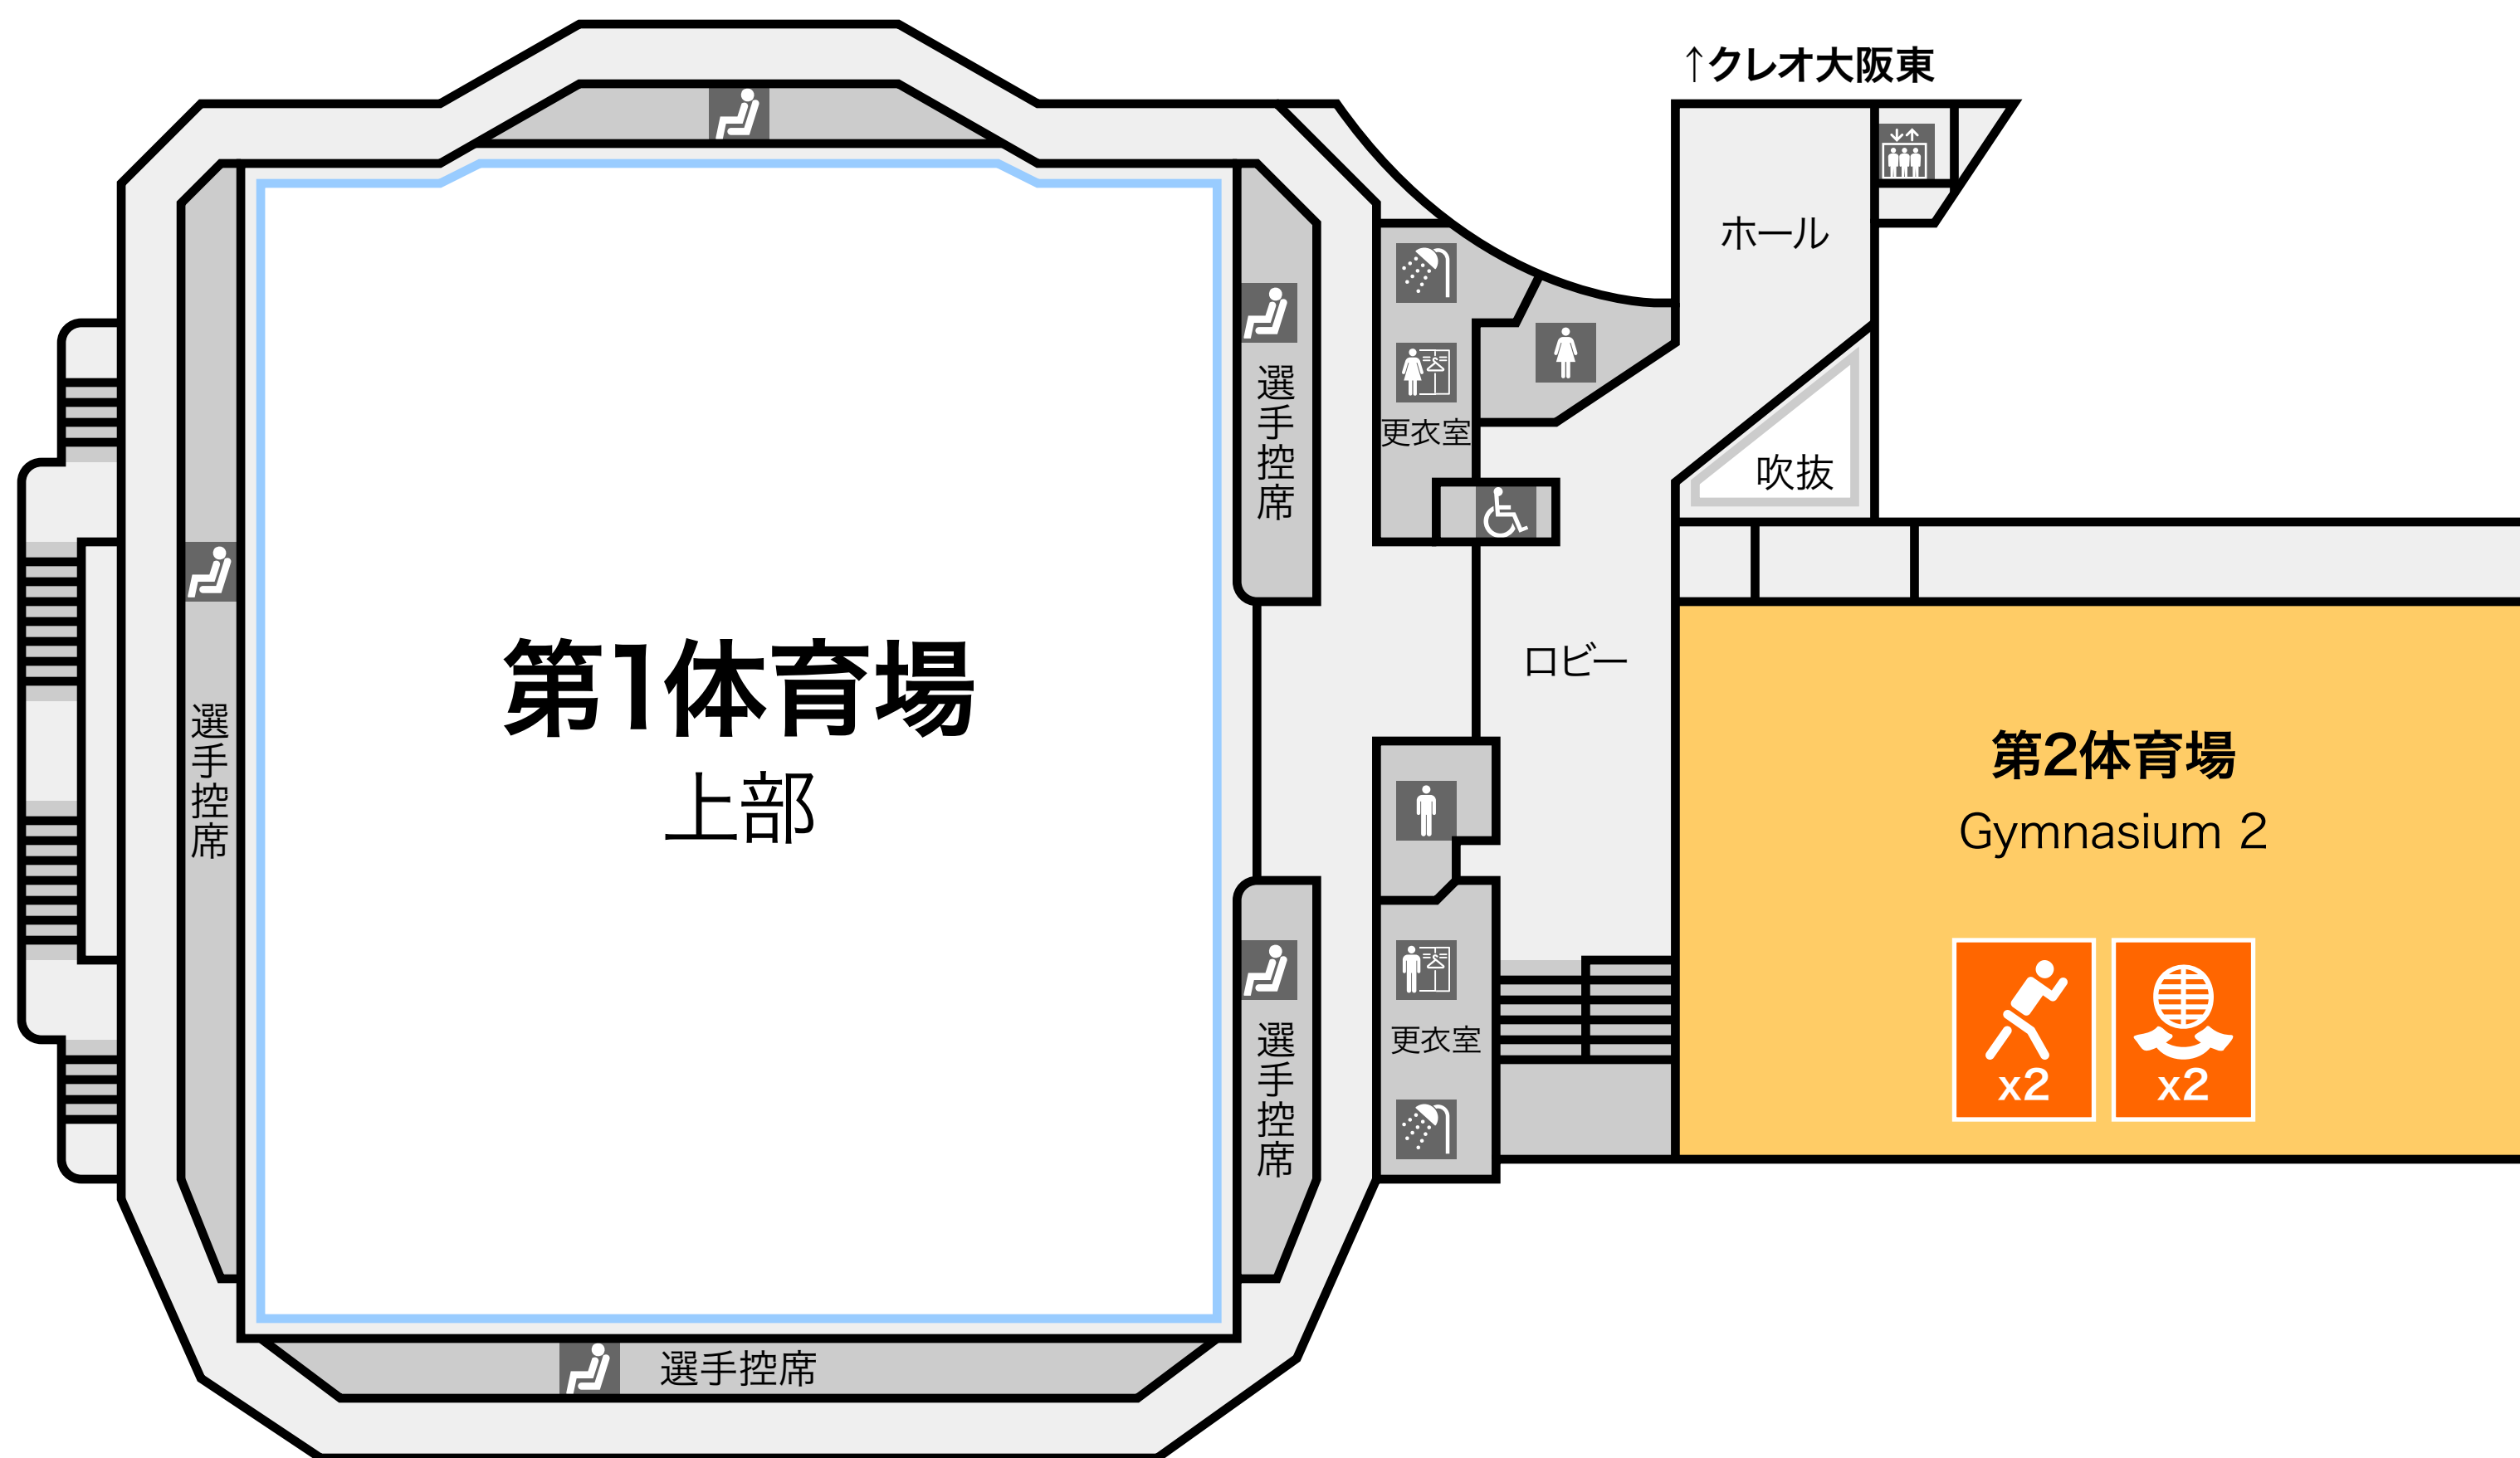 ↑クレオ大阪東
ホール
選手控席
更衣室
吹抜
第1体育場
上部
選手控席
ロビー
第2体育場
Gymnasium 2
x2
x2
選手控席
更衣室
選手控席